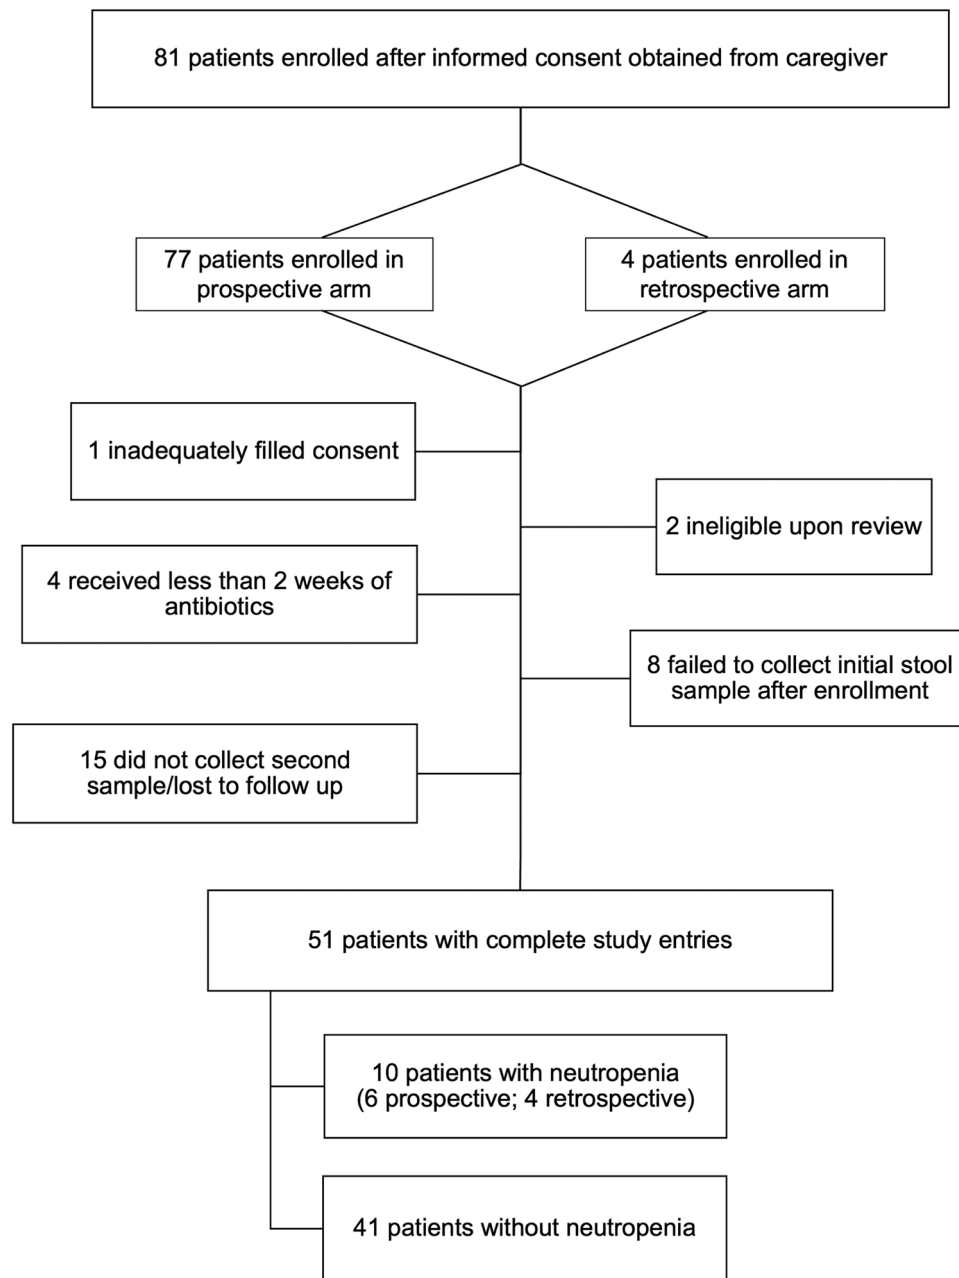 81 patients enrolled after informed consent obtained from caregiver
77 patients enrolled in
prospective arm
4 patients enrolled in
retrospective arm
1 inadequately filled consent
2 ineligible upon review
4 received less than 2 weeks of
antibiotics
8 failed to collect initial stool
sample after enrollment
15 did not collect second
sample/lost to follow up
51 patients with complete study entries
10 patients with neutropenia
(6 prospective; 4 retrospective)
41 patients without neutropenia